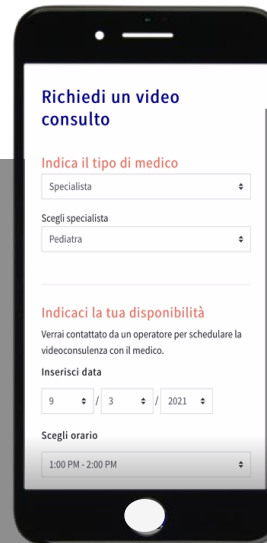 Richiedi un video
consulto
Indica il tipo di medico
Specialista
Scegli specialista
Pediatra
Indicaci la tua disponibilità
Verrai contattato da un operatore per schedulare la
videoconsulenza con il medico.
Inserisci data
9 / 3 / 2021
Scegli orario
1:00 PM - 2:00 PM